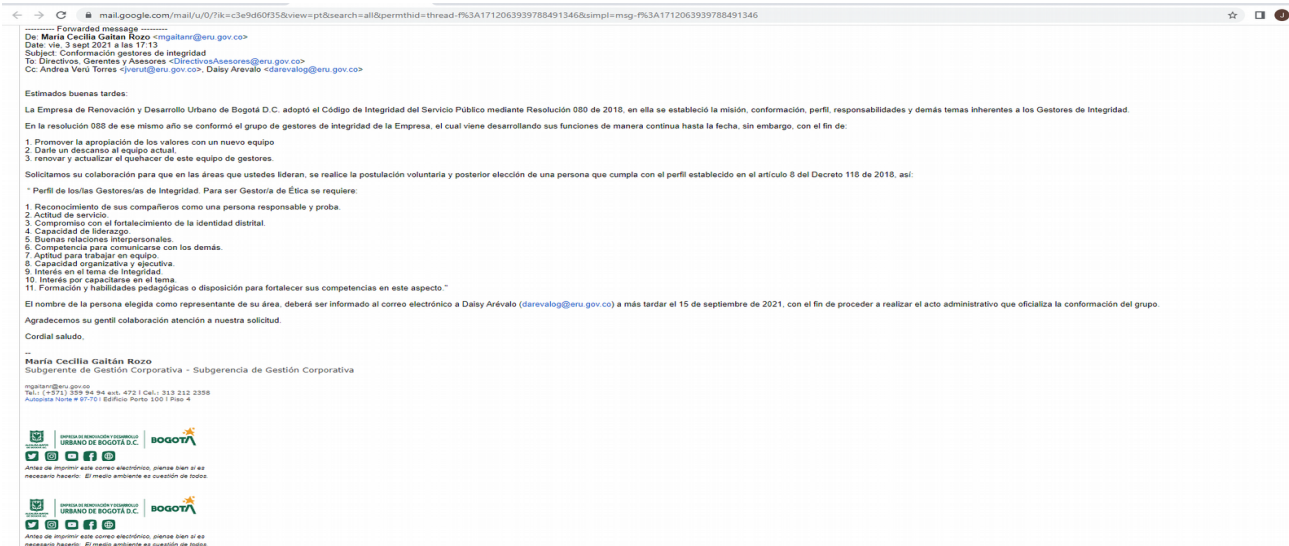 mail.google.com/mail/u/0/?ik=c3e9d60f35&view=pt&search=all&permthid=thread-f%3A1712063939788491346&simpl=msg-f%3A1712063939788491346
---------- Forwarded message ---------
De: Maria Cecilia Gaitan Rozo <mgaitanr@eru.gov.co>
Date: vie, 3 sept 2021 a las 17:13
Subject: Conformación gestores de integridad
To: Directivos, Gerentes y Asesores <DirectivosAsesores@eru.gov.co>
Cc: Andrea Verú Torres <jverut@eru.gov.co>, Daisy Arevalo <darevalog@eru.gov.co>
Estimados buenas tardes:
La Empresa de Renovación y Desarrollo Urbano de Bogotá D.C. adoptó el Código de Integridad del Servicio Público mediante Resolución 080 de 2018, en ella se estableció la misión, conformación, perfil, responsabilidades y demás temas inherentes a los Gestores de Integridad.
En la resolución 088 de ese mismo año se conformó el grupo de gestores de integridad de la Empresa, el cual viene desarrollando sus funciones de manera continua hasta la fecha, sin embargo, con el fin de:
1. Promover la apropiación de los valores con un nuevo equipo
2. Darle un descanso al equipo actual,
3. renovar y actualizar el quehacer de este equipo de gestores.
Solicitamos su colaboración para que en las áreas que ustedes lideran, se realice la postulación voluntaria y posterior elección de una persona que cumpla con el perfil establecido en el artículo 8 del Decreto 118 de 2018, así:
" Perfil de los/las Gestores/as de Integridad. Para ser Gestor/a de Ética se requiere:
1. Reconocimiento de sus compañeros como una persona responsable y proba.
2. Actitud de servicio.
3. Compromiso con el fortalecimiento de la identidad distrital.
4. Capacidad de liderazgo.
5. Buenas relaciones interpersonales.
6. Competencia para comunicarse con los demás.
7. Aptitud para trabajar en equipo.
8. Capacidad organizativa y ejecutiva.
9. Interés en el tema de Integridad.
10. Interés por capacitarse en el tema.
11. Formación y habilidades pedagógicas o disposición para fortalecer sus competencias en este aspecto."
El nombre de la persona elegida como representante de su área, deberá ser informado al correo electrónico a Daisy Arévalo (darevalog@eru.gov.co) a más tardar el 15 de septiembre de 2021, con el fin de proceder a realizar el acto administrativo que oficializa la conformación del grupo.
Agradecemos su gentil colaboración atención a nuestra solicitud.
Cordial saludo,
--
María Cecilia Gaitán Rozo
Subgerente de Gestión Corporativa - Subgerencia de Gestión Corporativa
mgaitanr@eru.gov.co
Tel.: (+571) 359 94 94 ext. 472 I Cel.: 313 212 2358
Autopista Norte # 97-70 I Edificio Porto 100 I Piso 4
EMPRESA DE RENOVACIÓN Y DESARROLLO
URBANO DE BOGOTÁ D.C.
BOGOTÁ
Antes de imprimir este correo electrónico, piense bien si es
necesario hacerlo: El medio ambiente es cuestión de todos.
EMPRESA DE RENOVACIÓN Y DESARROLLO
URBANO DE BOGOTÁ D.C.
BOGOTÁ
Antes de imprimir este correo electrónico, piense bien si es
necesario hacerlo: El medio ambiente es cuestión de todos.